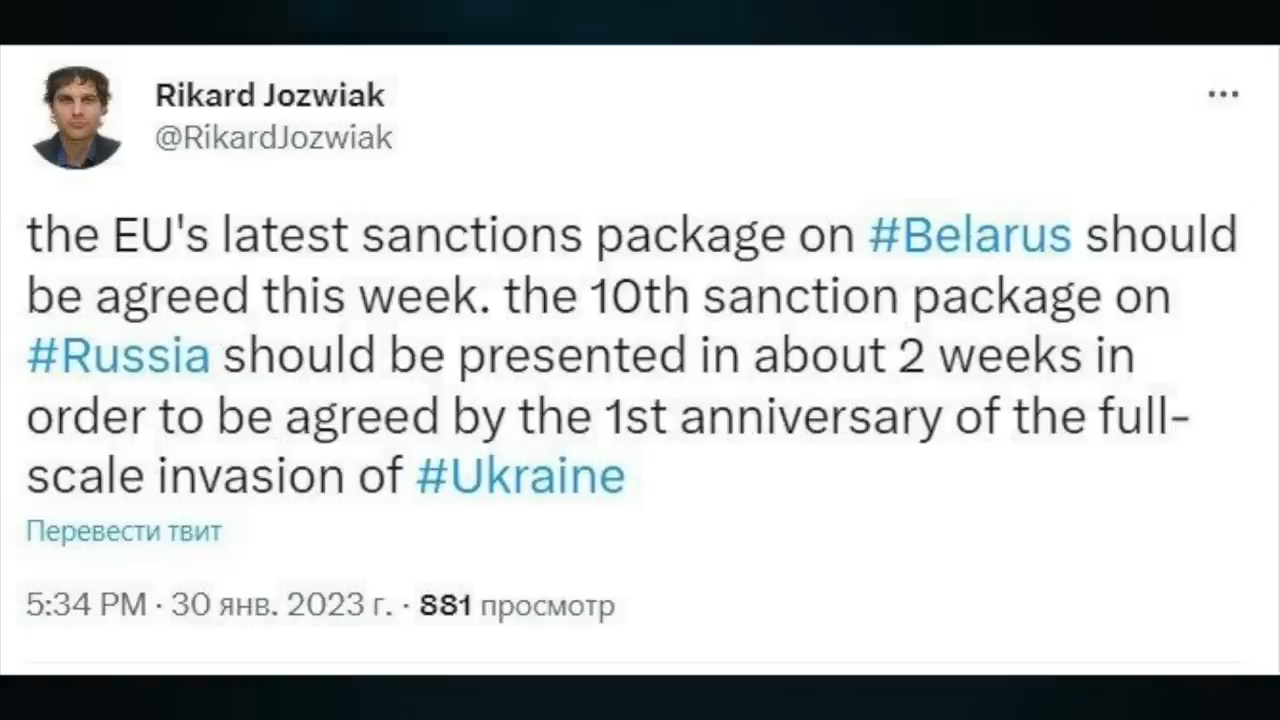 Rikard Jozwiak
@RikardJozwiak
the EU's latest sanctions package on #Belarus should
be agreed this week. the 10th sanction package on
#Russia should be presented in about 2 weeks in
order to be agreed by the 1st anniversary of the full-
scale invasion of #Ukraine
Перевести твит
5:34 PM · 30 янв. 2023 г. · 881 просмотр